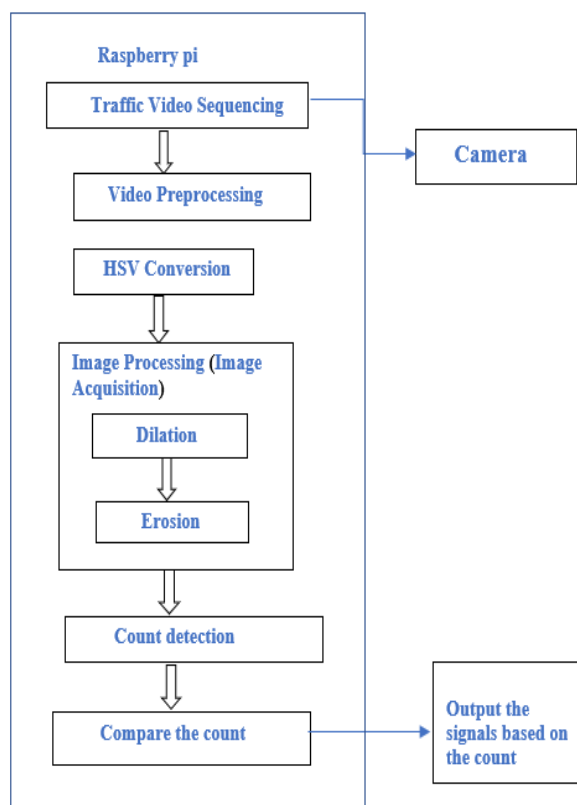 Raspberry pi
Traffic Video Sequencing
Camera
Video Preprocessing
HSV Conversion
Image Processing (Image
Acquisition)
Dilation
Erosion
Count detection
Compare the count
Output the
signals based on
the count